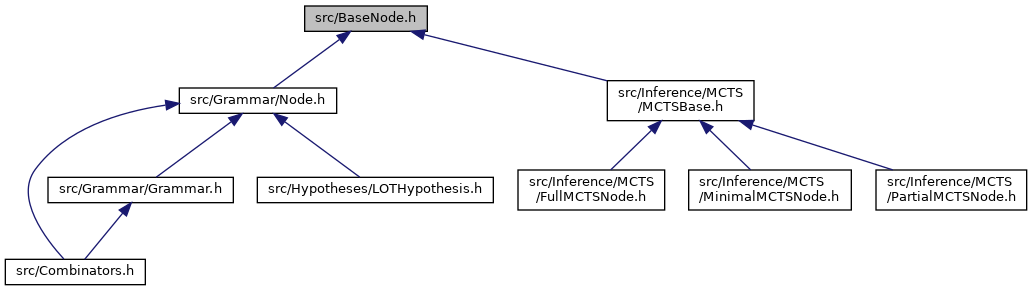 src/BaseNode.h
src/Grammar/Node.h
src/Inference/MCTS
/MCTSBase.h
src/Grammar/Grammar.h
src/Hypotheses/LOTHypothesis.h
src/Inference/MCTS
/FullMCTSNode.h
src/Inference/MCTS
/MinimalMCTSNode.h
src/Inference/MCTS
/PartialMCTSNode.h
src/Combinators.h